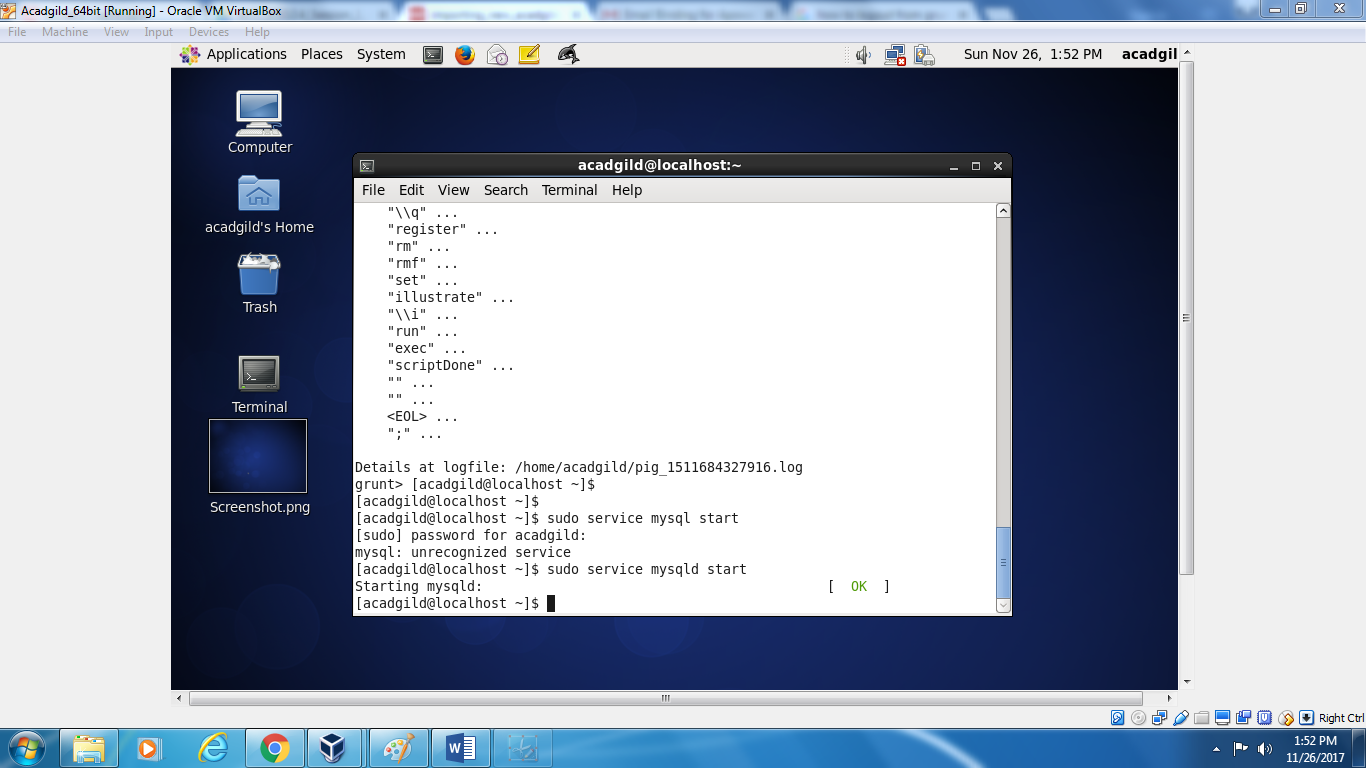 Acadgild_64bit [Running] - Oracle VM VirtualBox
File Machine View Input Devices Help
Applications Places System Sun Nov 26, 1:52 PM acadgil
Computer
acadgild's Home
Trash
Terminal
Screenshot.png
acadgild@localhost:~
File Edit View Search Terminal Help
"\\q" ...
"register" ...
"rm" ...
"rmf" ...
"set" ...
"illustrate" ...
"\\i" ...
"run" ...
"exec" ...
"scriptDone" ...
"" ...
"" ...
<EOL> ...
";" ...
Details at logfile: /home/acadgild/pig_1511684327916.log
grunt> [acadgild@localhost ~]$
[acadgild@localhost ~]$
[acadgild@localhost ~]$ sudo service mysql start
[sudo] password for acadgild:
mysql: unrecognized service
[acadgild@localhost ~]$ sudo service mysqld start
Starting mysqld: [ OK ]
[acadgild@localhost ~]$
Right Ctrl
1:52 PM
11/26/2017